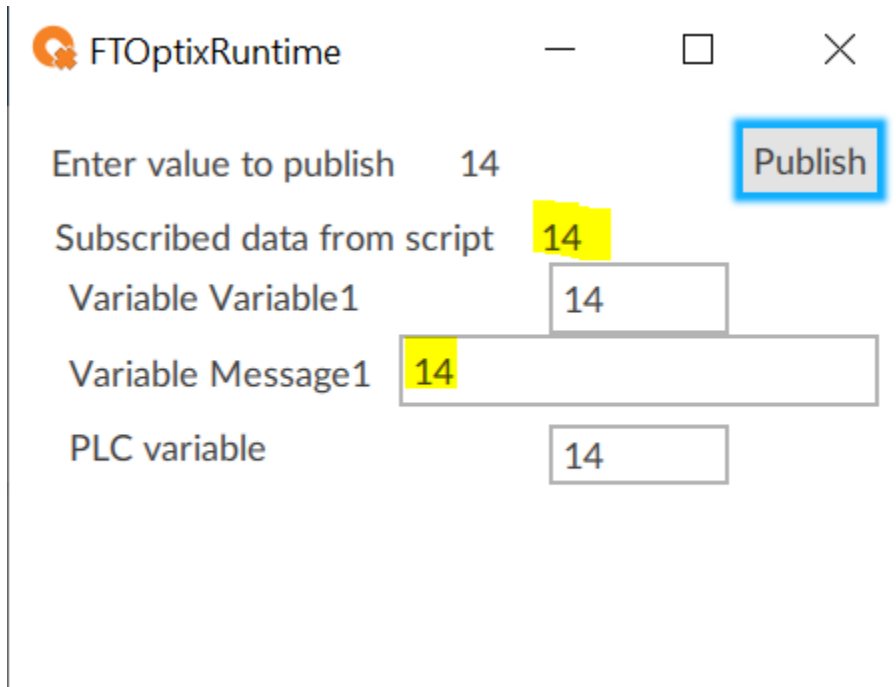 FTOptixRuntime
Enter value to publish 14 Publish
Subscribed data from script 14
Variable Variable1 14
Variable Message1 14
PLC variable 14